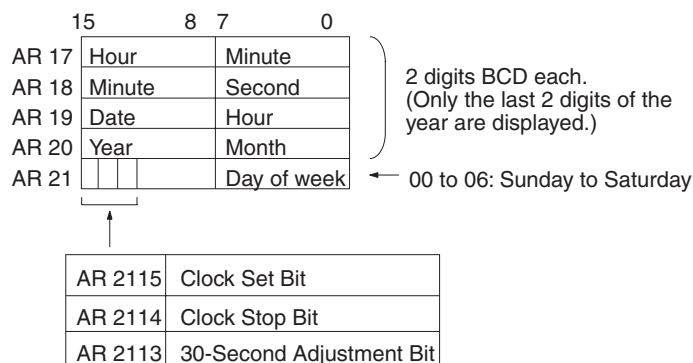 15 8 7 0
AR 17 Hour Minute
AR 18 Minute Second
AR 19 Date Hour
AR 20 Year Month
AR 21 Day of week
2 digits BCD each.
(Only the last 2 digits of the
year are displayed.)
00 to 06: Sunday to Saturday
AR 2115 Clock Set Bit
AR 2114 Clock Stop Bit
AR 2113 30-Second Adjustment Bit